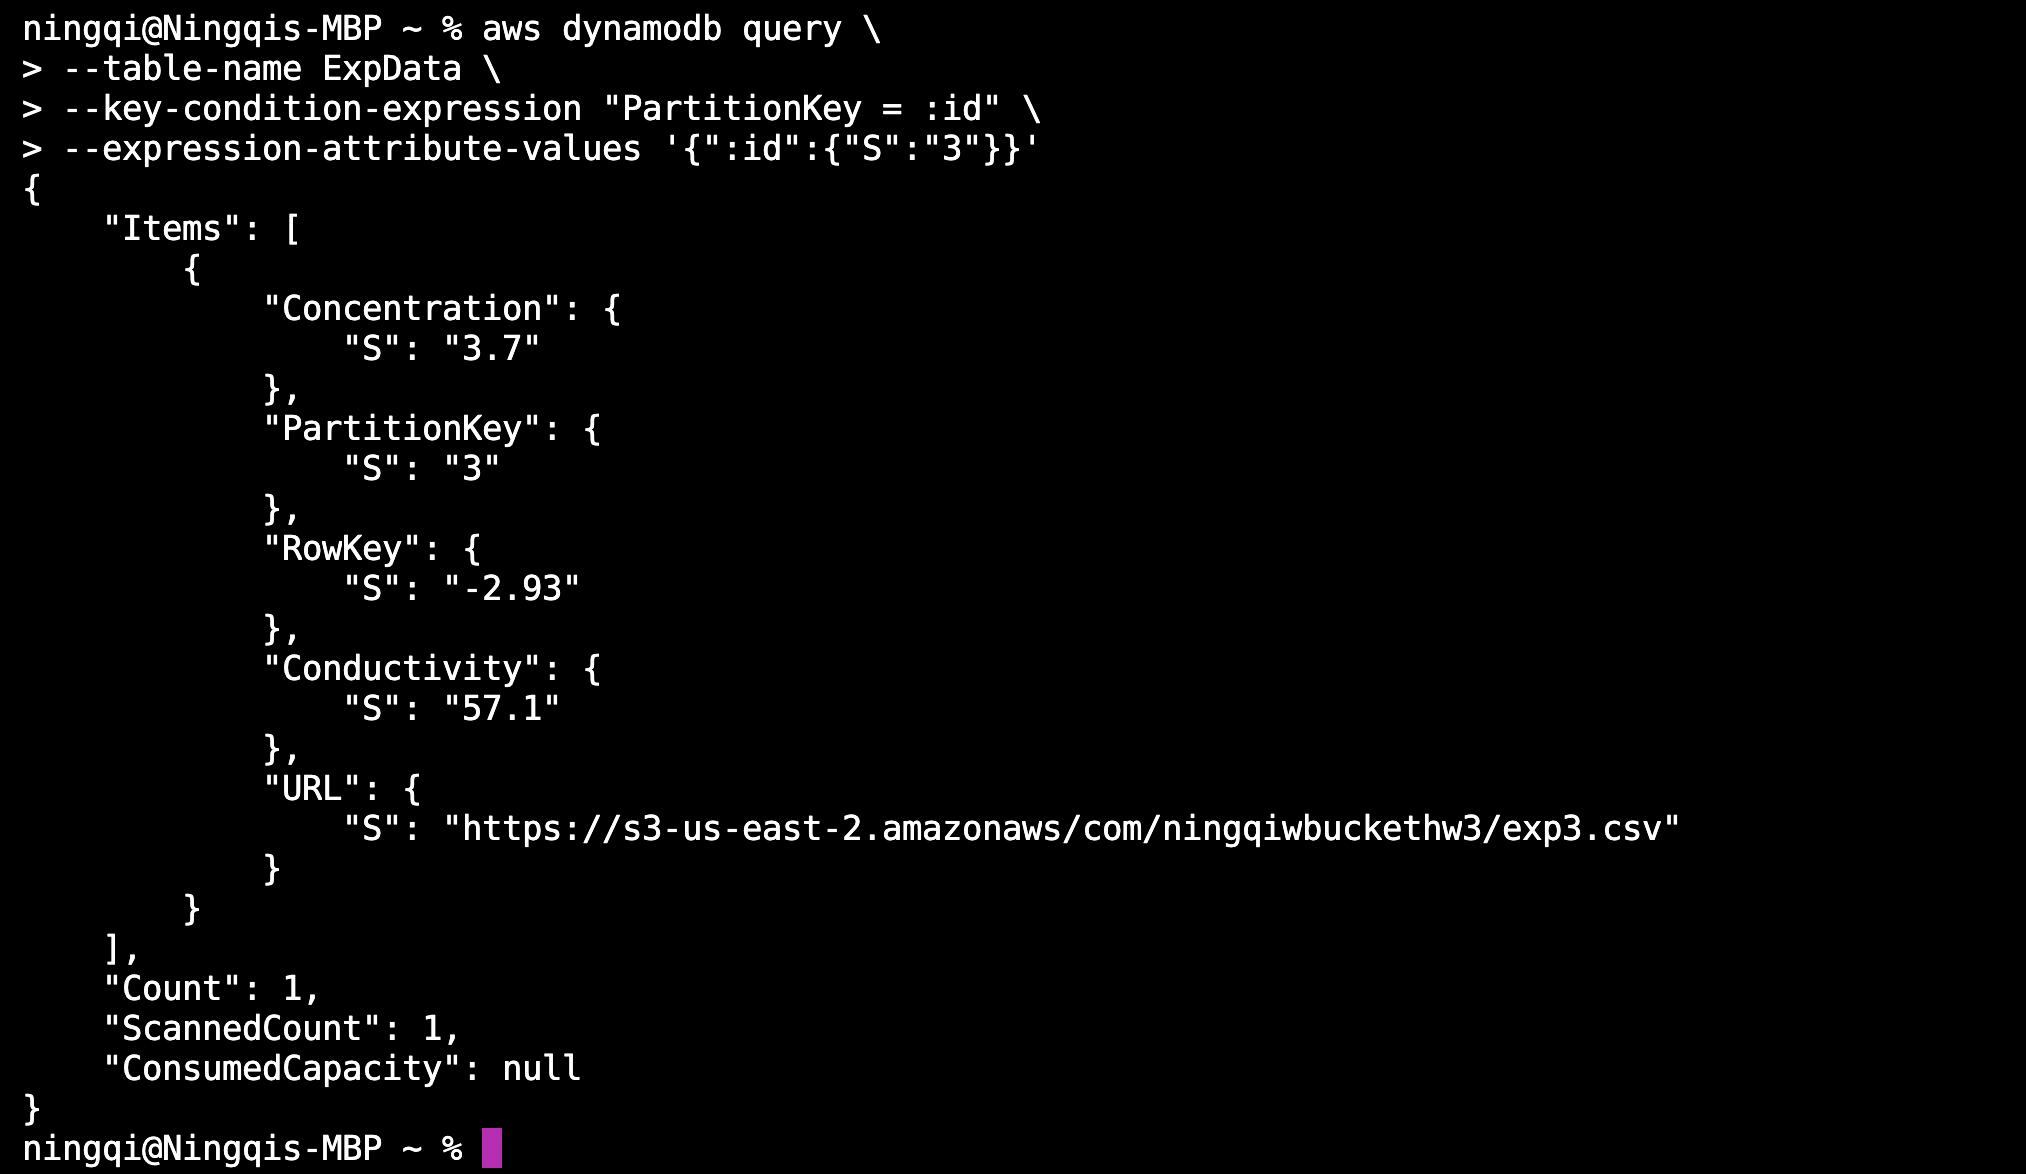 ningqi@Ningqis-MBP ~ % aws dynamodb query \
> --table-name ExpData \
> --key-condition-expression "PartitionKey = :id" \
> --expression-attribute-values '{":id":{"S":"3"}}'
{
    "Items": [
        {
            "Concentration": {
                "S": "3.7"
            },
            "PartitionKey": {
                "S": "3"
            },
            "RowKey": {
                "S": "-2.93"
            },
            "Conductivity": {
                "S": "57.1"
            },
            "URL": {
                "S": "https://s3-us-east-2.amazonaws/com/ningqiwbuckethw3/exp3.csv"
            }
        }
    ],
    "Count": 1,
    "ScannedCount": 1,
    "ConsumedCapacity": null
}
ningqi@Ningqis-MBP ~ %